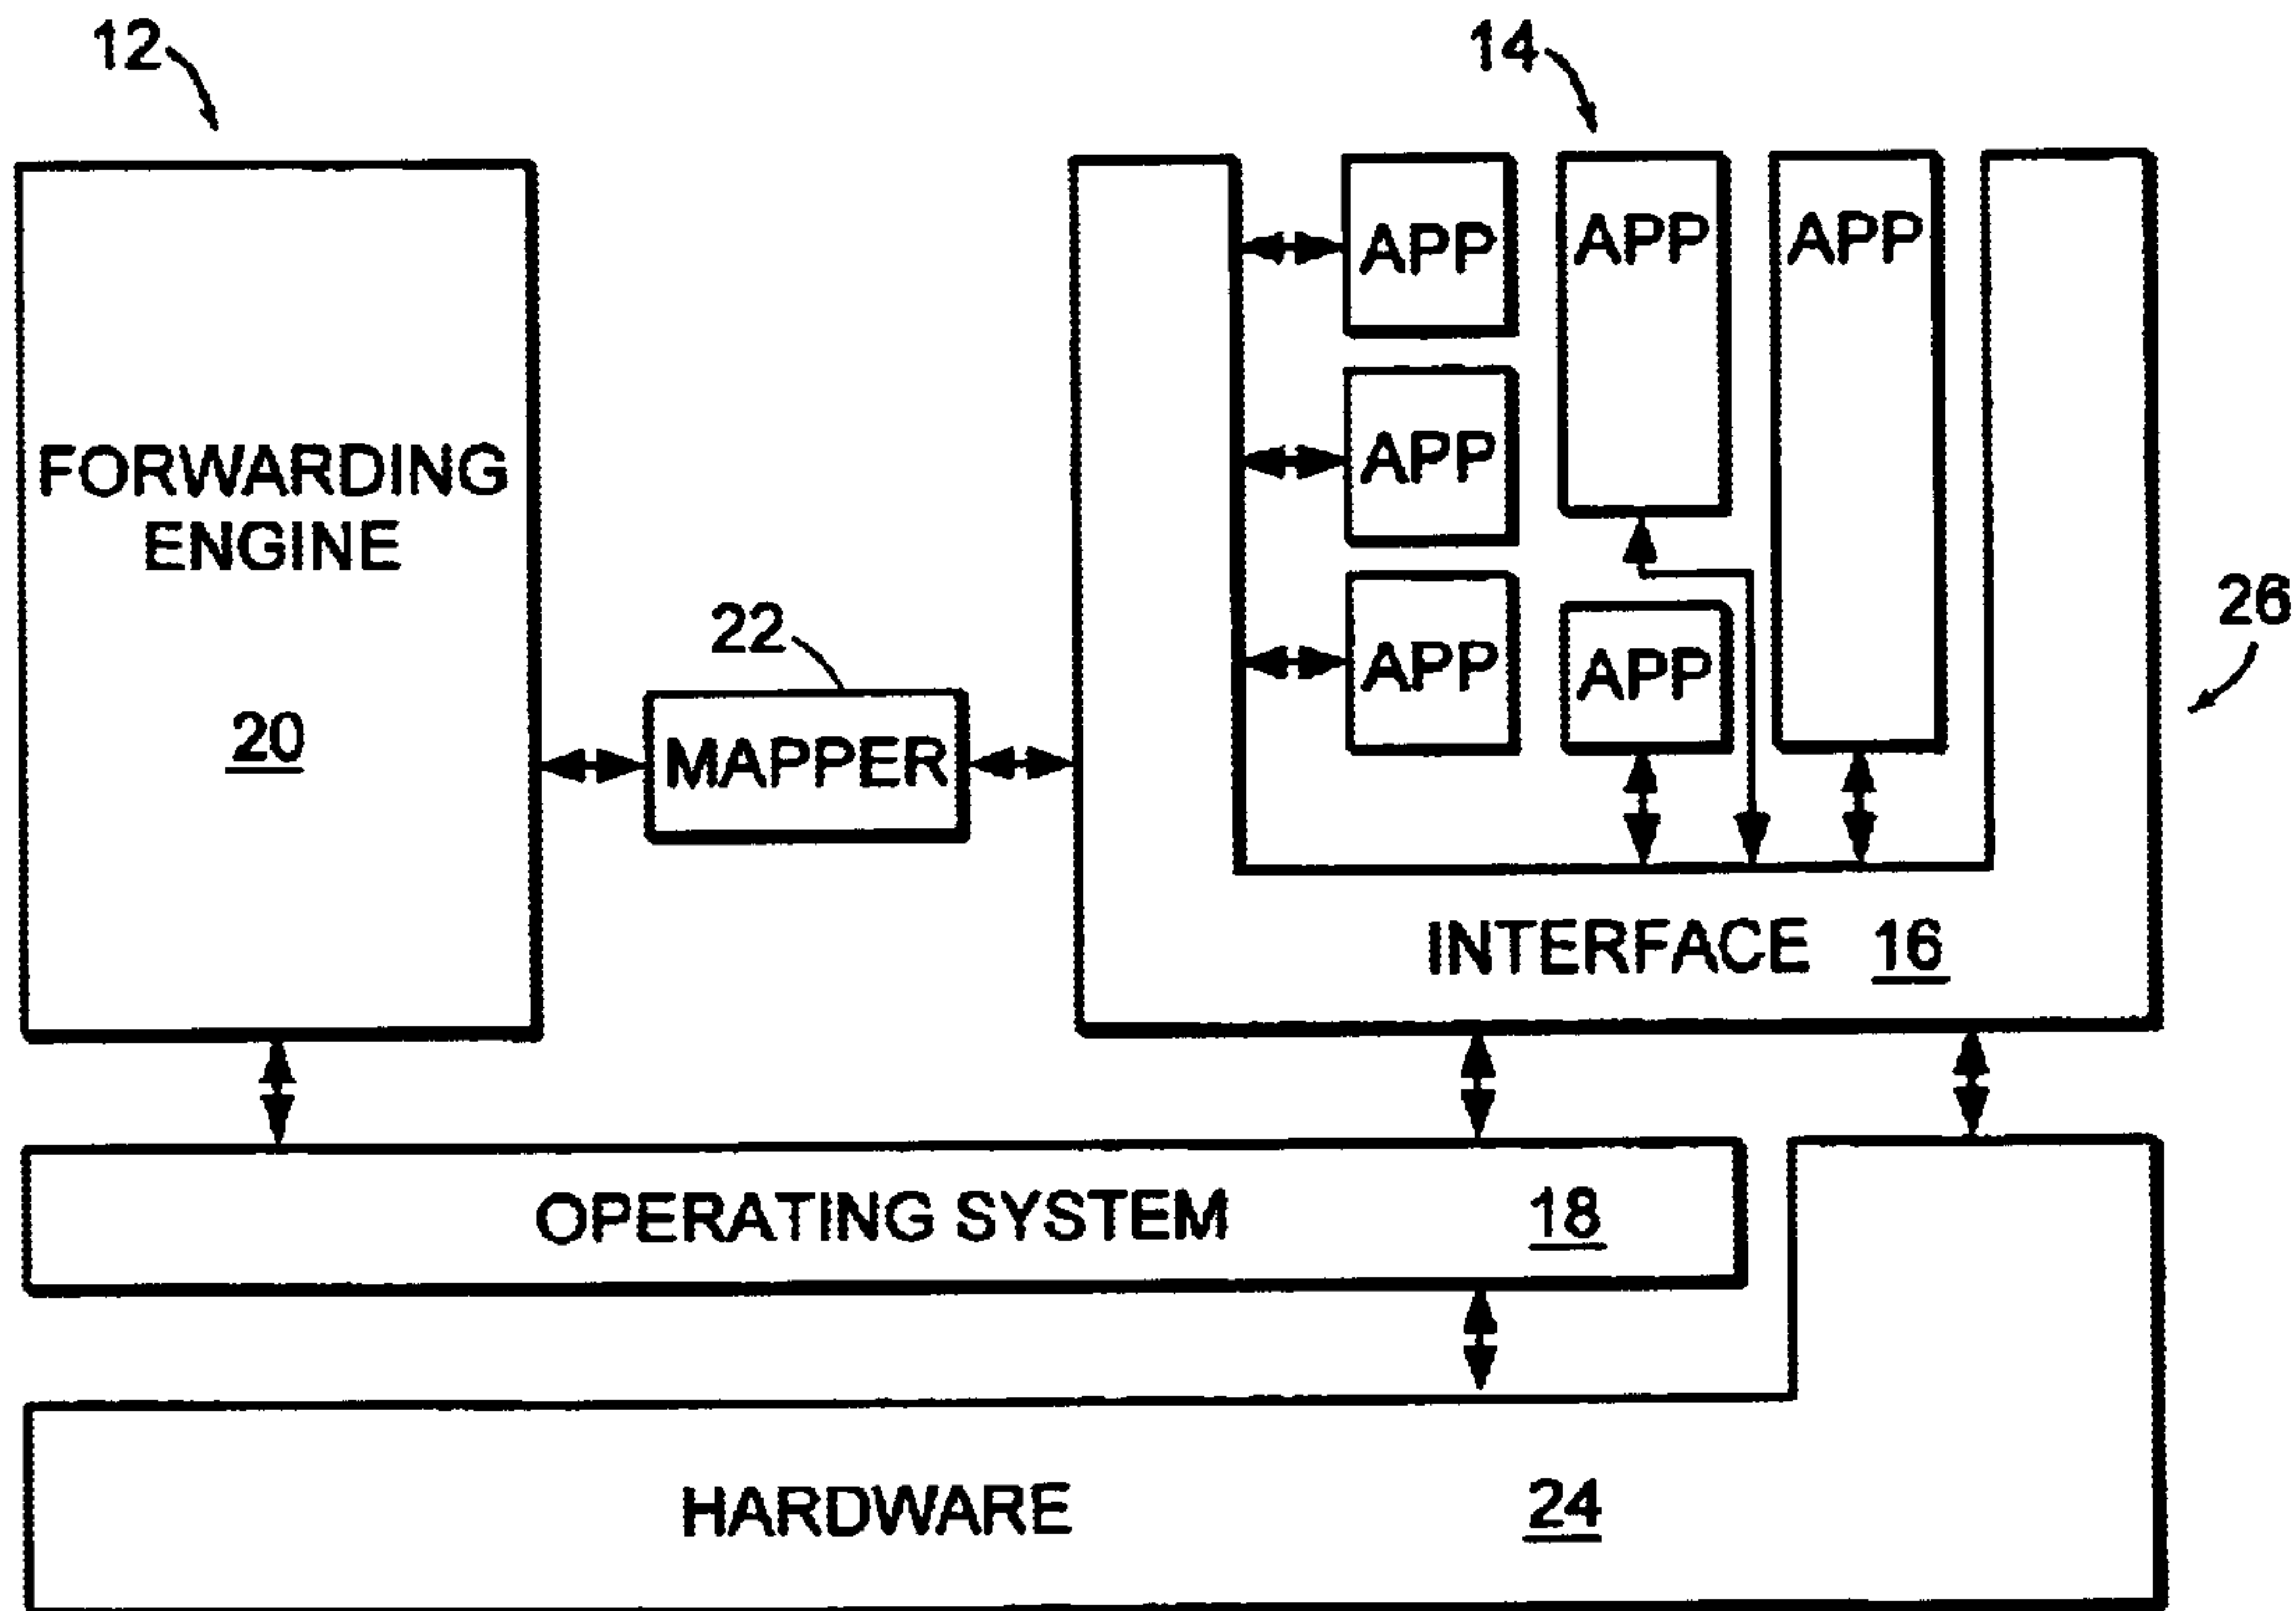 12
14
APP
APP
APP
FORWARDING
ENGINE
APP
26
22
APP
APP
20
MAPPER
INTERFACE 16
OPERATING SYSTEM 18
HARDWARE 24